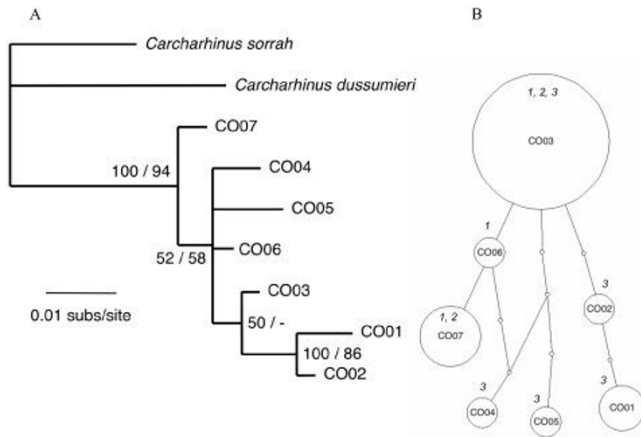 A
Carcharhinus sorrah
Carcharhinus dussumieri
CO07
100 / 94
CO04
CO05
52 / 58
CO06
CO03
0.01 subs/site
50 / -
CO01
100 / 86
CO02
B
1, 2, 3
CO03
1
CO06
3
CO02
1, 2
CO07
3
CO04
3
CO05
3
CO01